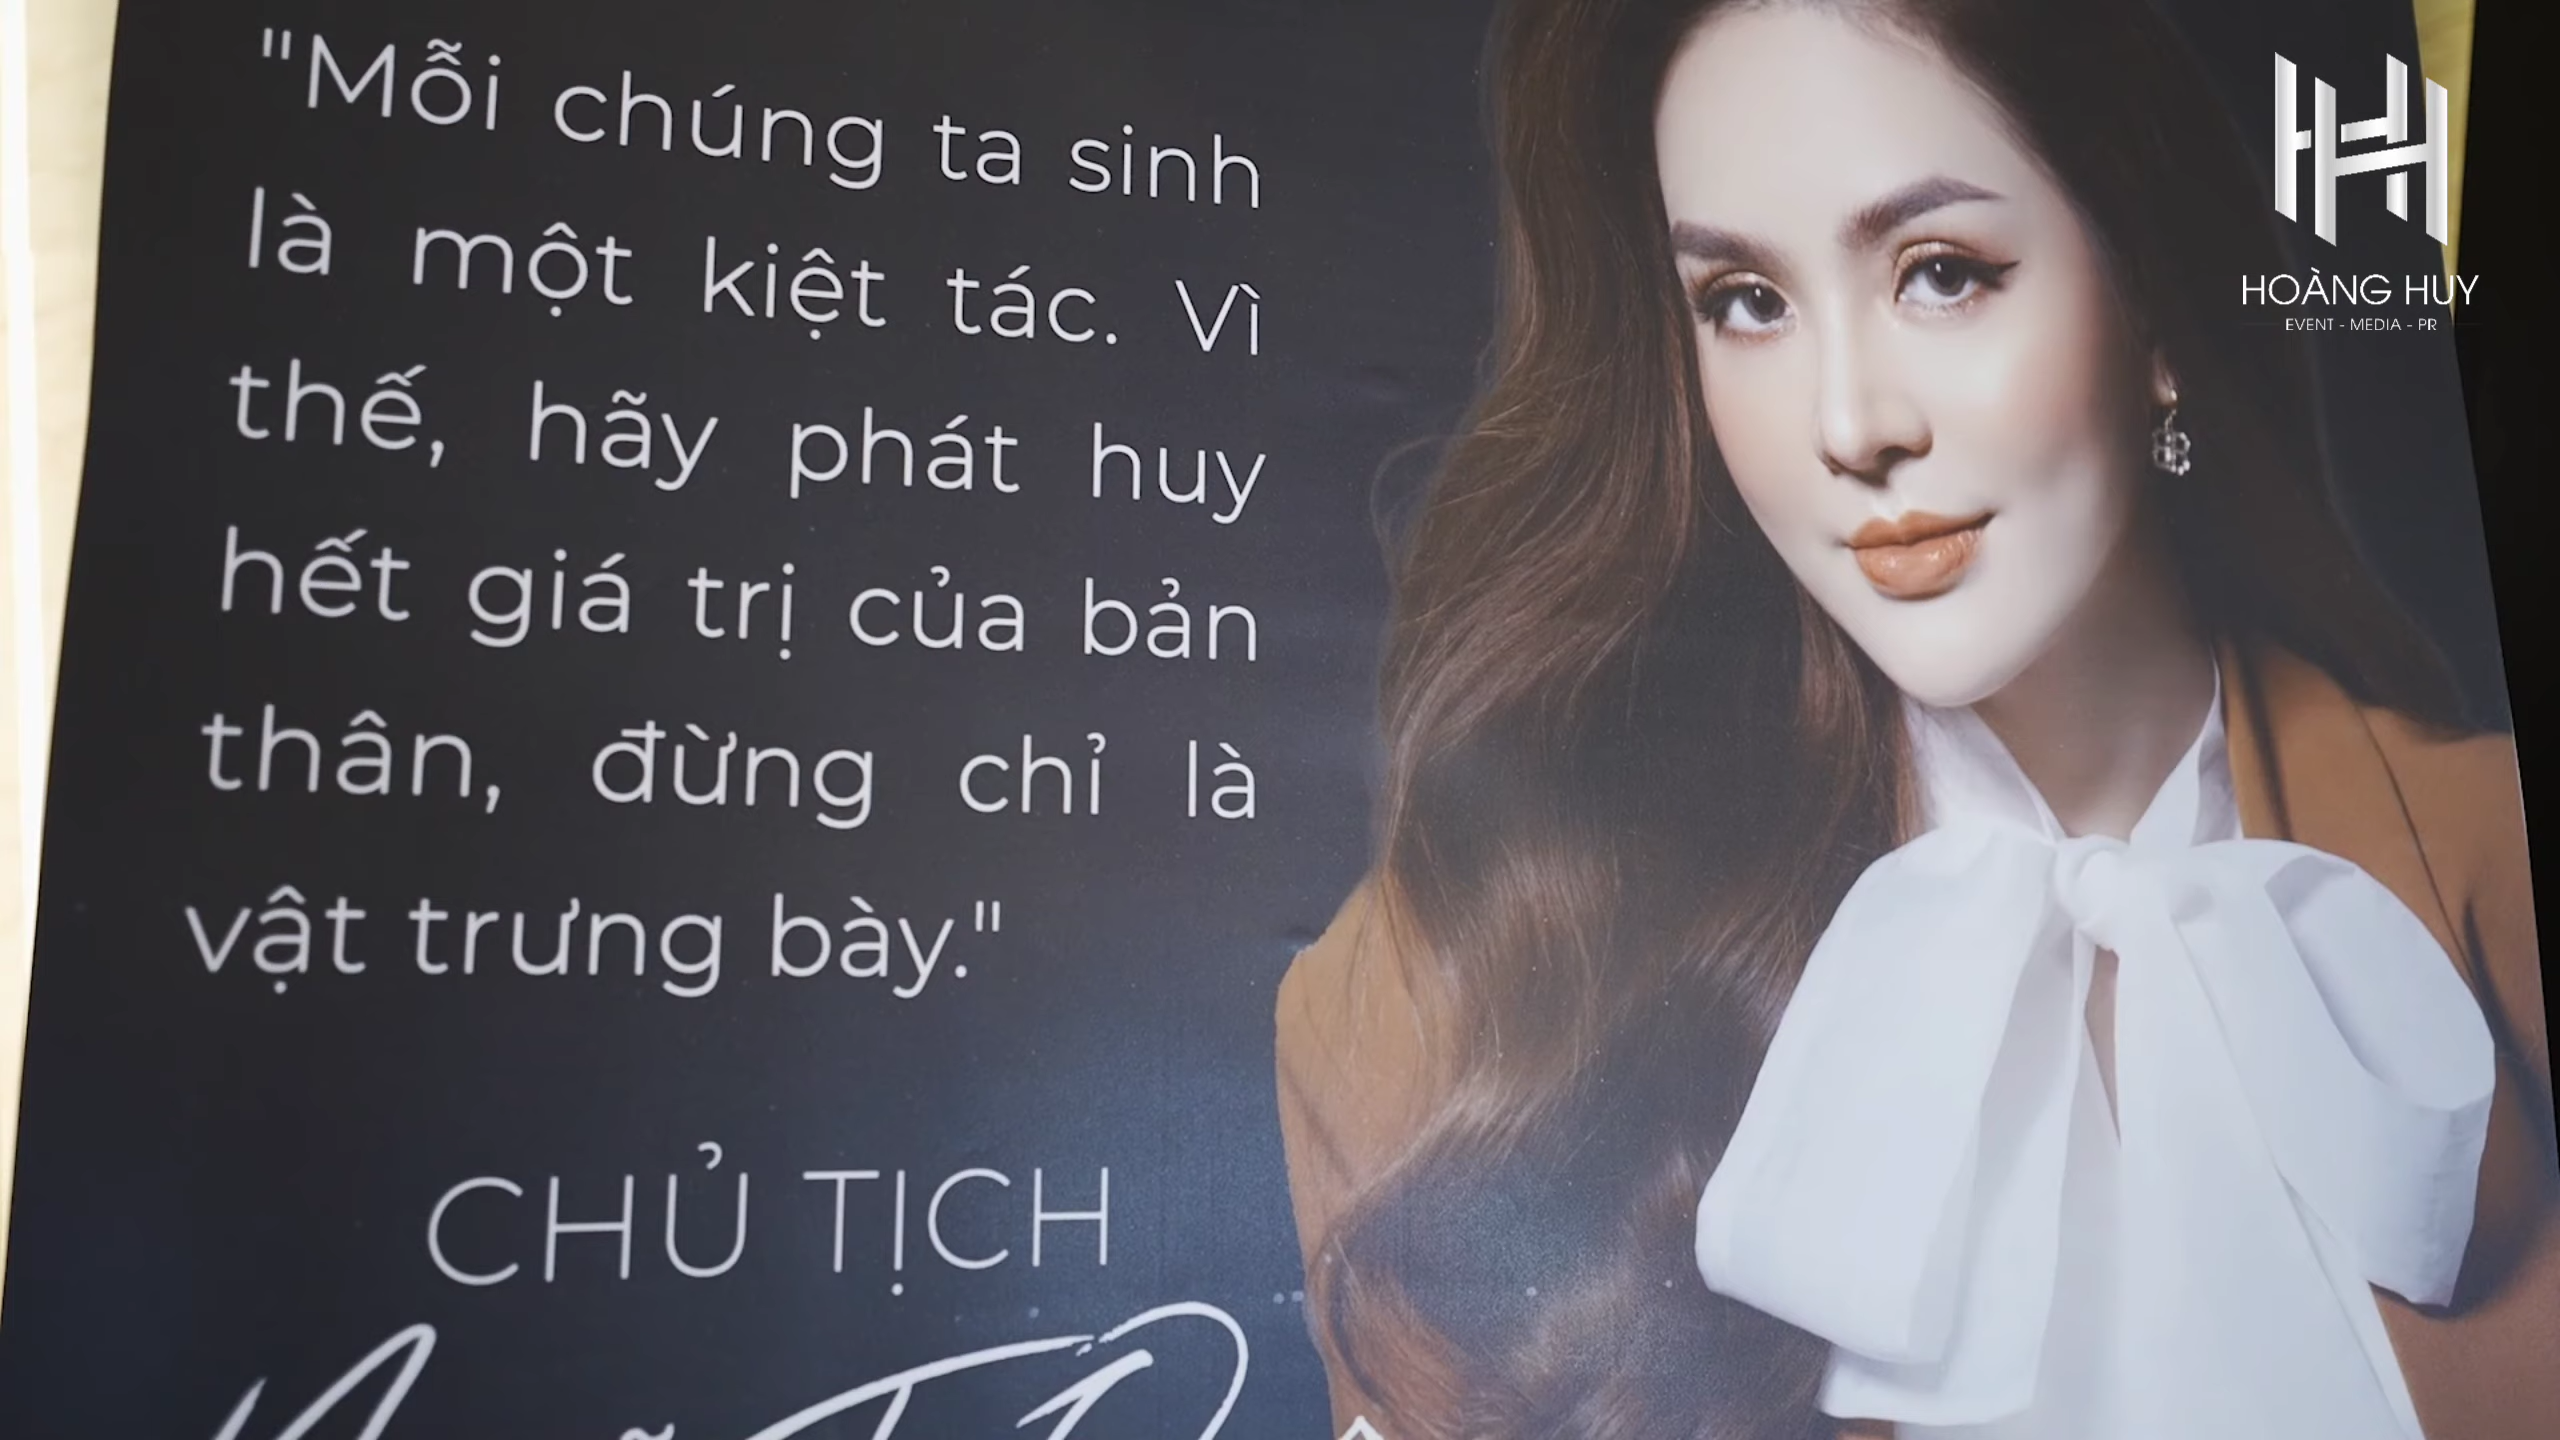 "Mỗi chúng ta sinh
là một kiệt tác. Vì
thế, hãy phát huy
hết giá trị của bản
thân, đừng chỉ là
vật trưng bày."
CHỦ TỊCH
HOÀNG HUY
EVENT - MEDIA - PR